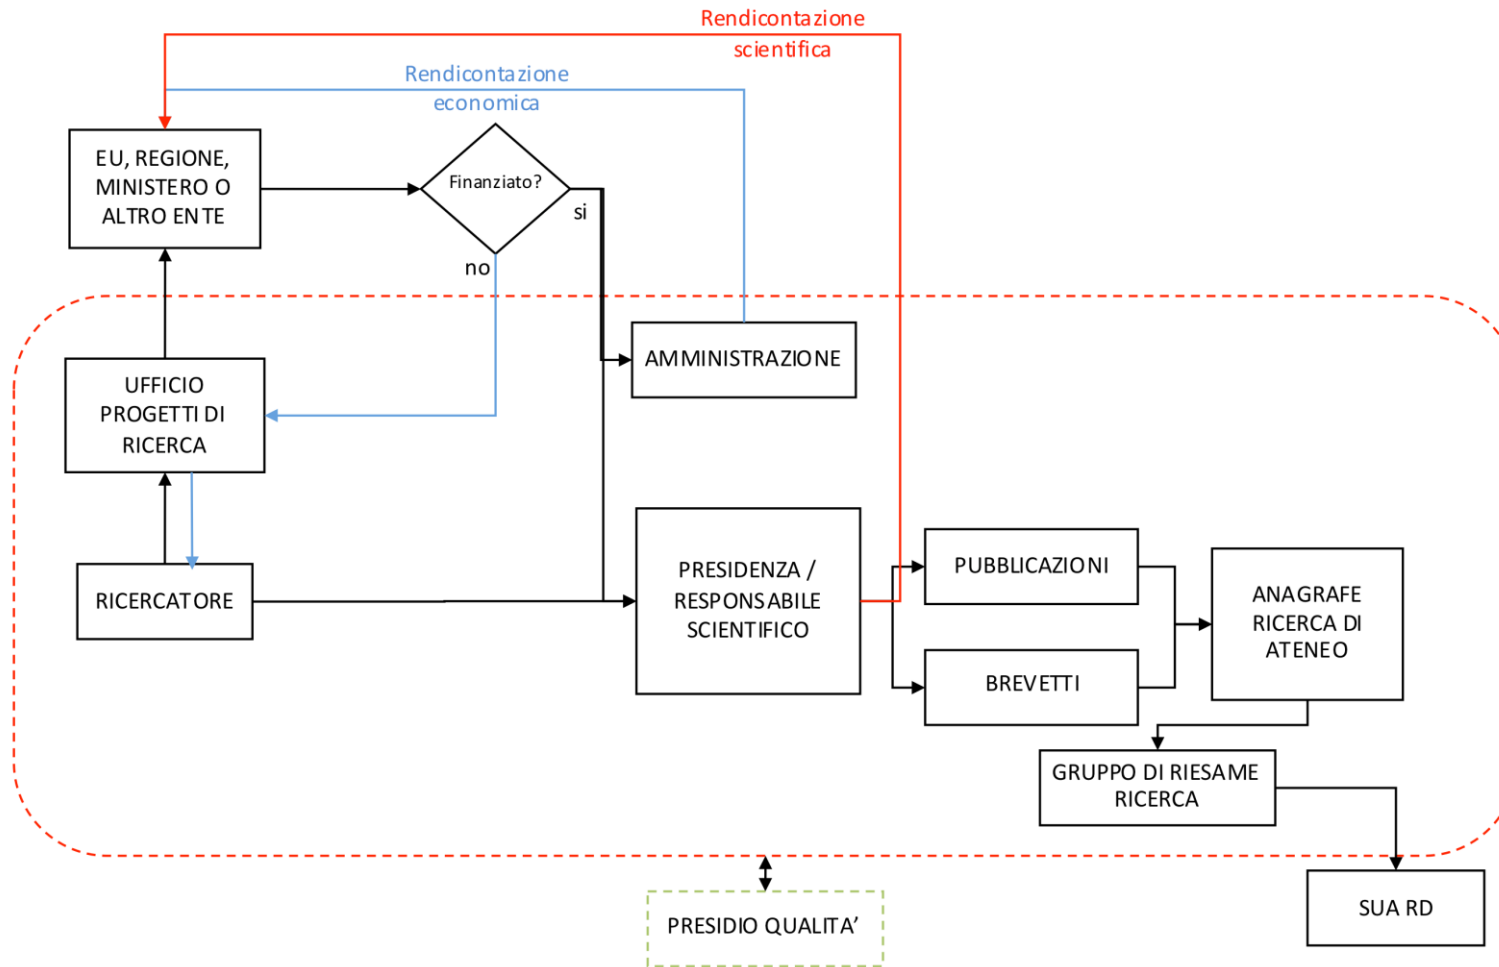 Rendicontazione
scientifica
Rendicontazione
economica
EU, REGIONE,
MINISTERO O
ALTRO ENTE
Finanziato?
si
no
AMMINISTRAZIONE
UFFICIO
PROGETTI DI
RICERCA
RICERCATORE
PRESIDENZA /
RESPONSABILE
SCIENTIFICO
PUBBLICAZIONI
BREVETTI
ANAGRAFE
RICERCA DI
ATENEO
GRUPPO DI RIESAME
RICERCA
SUA RD
PRESIDIO QUALITA’